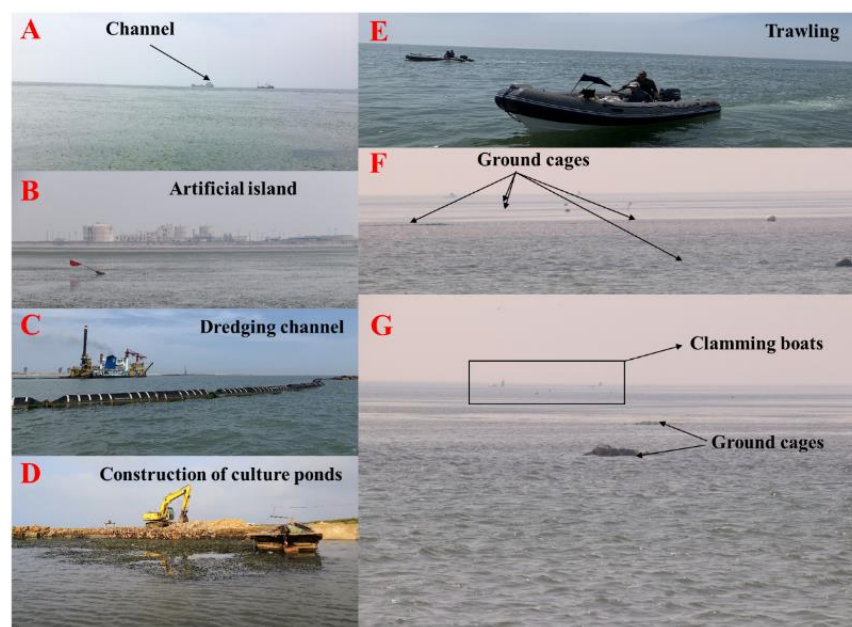 A
Channel
B
Artificial island
C
Dredging channel
D
Construction of culture ponds
E
Trawling
F
Ground cages
G
Clamming boats
Ground cages